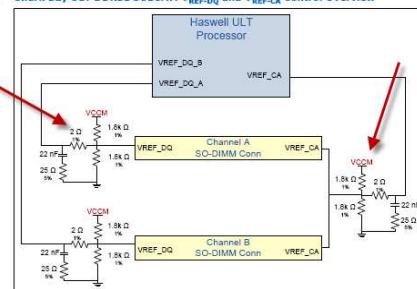 Haswell ULT
Processor
VREF_DQ_B
VREF_CA
VREF_DQ_A
VCCM
1.8k Ω
1%
2 Ω
1%
1.8k Ω
1%
22 nF
25 Ω
5%
VREF_DQ
Channel A
SO-DIMM Conn
VREF_CA
VCCM
1.8k Ω
1%
2 Ω
1%
1.8k Ω
1%
22 nF
25 Ω
5%
VCCM
1.8k Ω
1%
2 Ω
1%
1.8k Ω
1%
22 nF
25 Ω
5%
VREF_DQ
Channel B
SO-DIMM Conn
VREF_CA